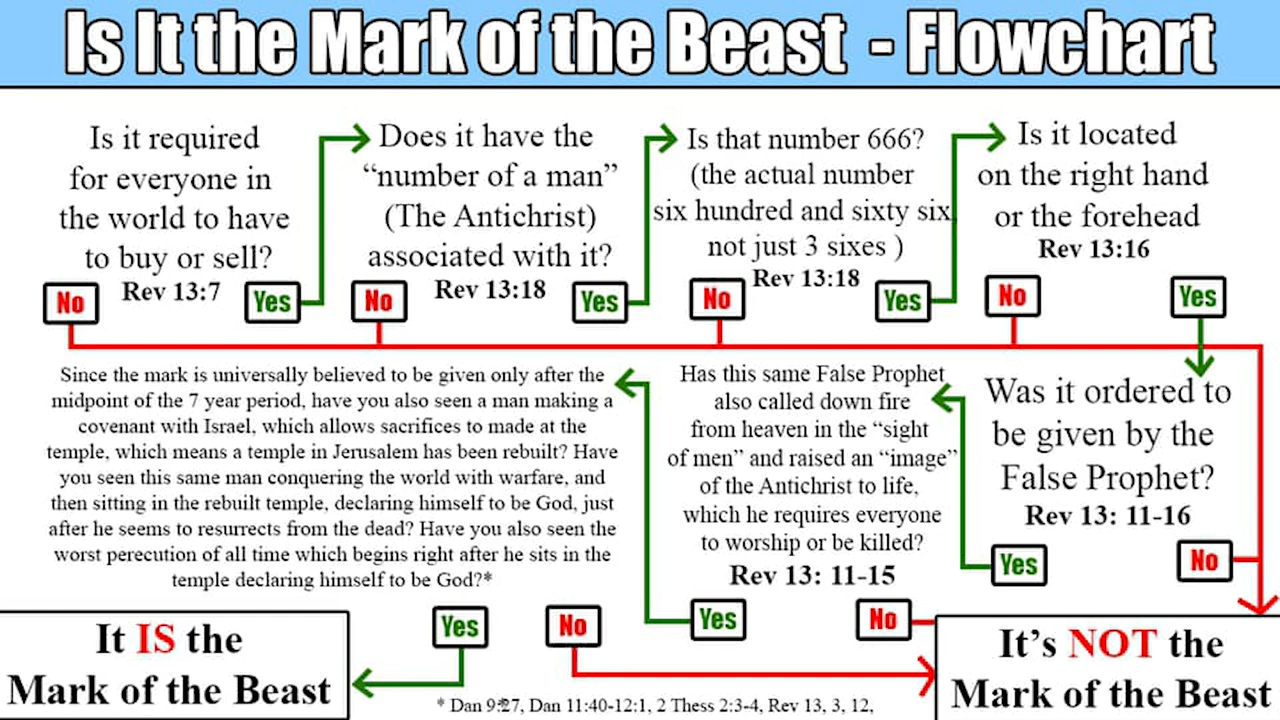 Is It the Mark of the Beast - Flowchart
Is it required
for everyone in
the world to have
to buy or sell?
Rev 13:7
No
Yes
Does it have the
“number of a man”
(The Antichrist)
associated with it?
Rev 13:18
No
Yes
Is that number 666?
(the actual number
six hundred and sixty six,
not just 3 sixes )
Rev 13:18
No
Yes
Is it located
on the right hand
or the forehead
Rev 13:16
No
Yes
Was it ordered to
be given by the
False Prophet?
Rev 13: 11-16
Yes
No
Has this same False Prophet
also called down fire
from heaven in the “sight
of men” and raised an “image”
of the Antichrist to life,
which he requires everyone
to worship or be killed?
Rev 13: 11-15
Yes
No
Since the mark is universally believed to be given only after the
midpoint of the 7 year period, have you also seen a man making a
covenant with Israel, which allows sacrifices to made at the
temple, which means a temple in Jerusalem has been rebuilt? Have
you seen this same man conquering the world with warfare, and
then sitting in the rebuilt temple, declaring himself to be God, just
after he seems to resurrects from the dead? Have you also seen the
worst perecution of all time which begins right after he sits in the
temple declaring himself to be God?*
Yes
No
It IS the
Mark of the Beast
It’s NOT the
Mark of the Beast
* Dan 9:27, Dan 11:40-12:1, 2 Thess 2:3-4, Rev 13, 3, 12,